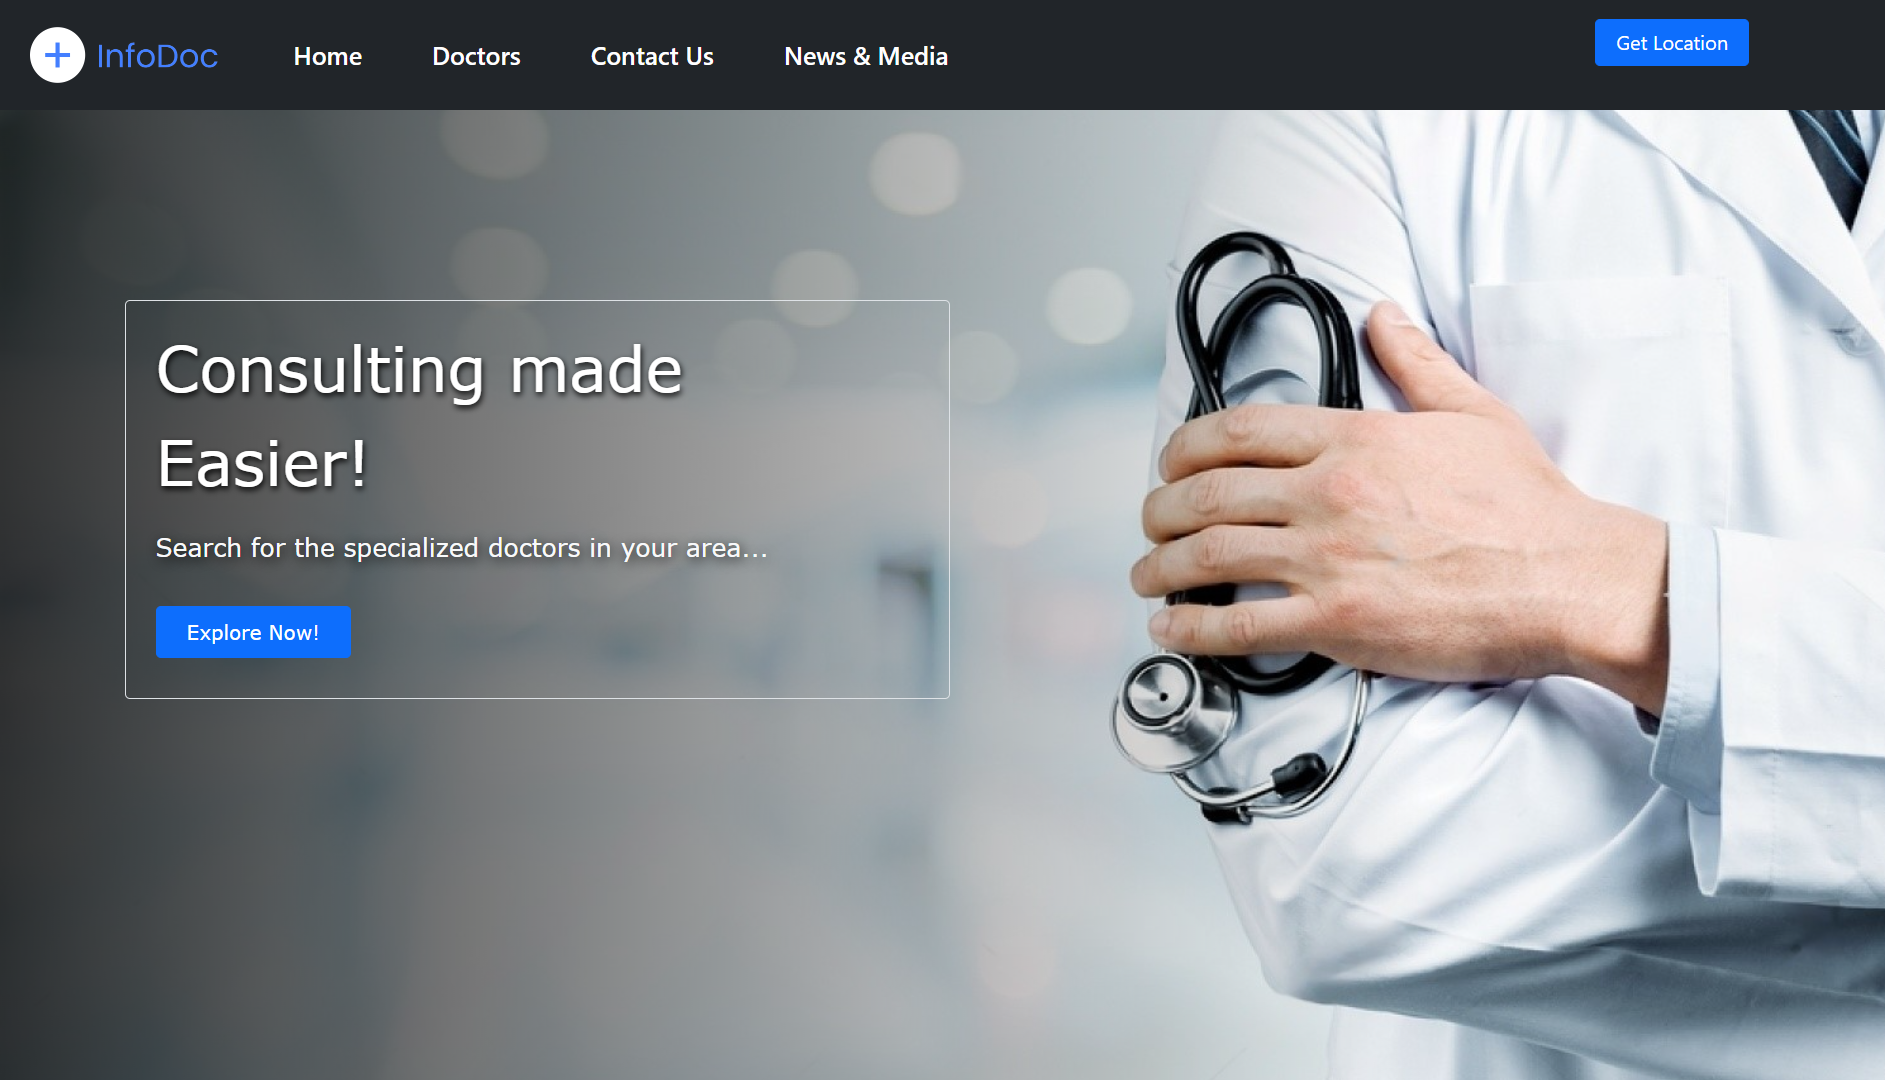 InfoDoc
Home
Doctors
Contact Us
News & Media
Get Location
Consulting made
Easier!
Search for the specialized doctors in your area...
Explore Now!